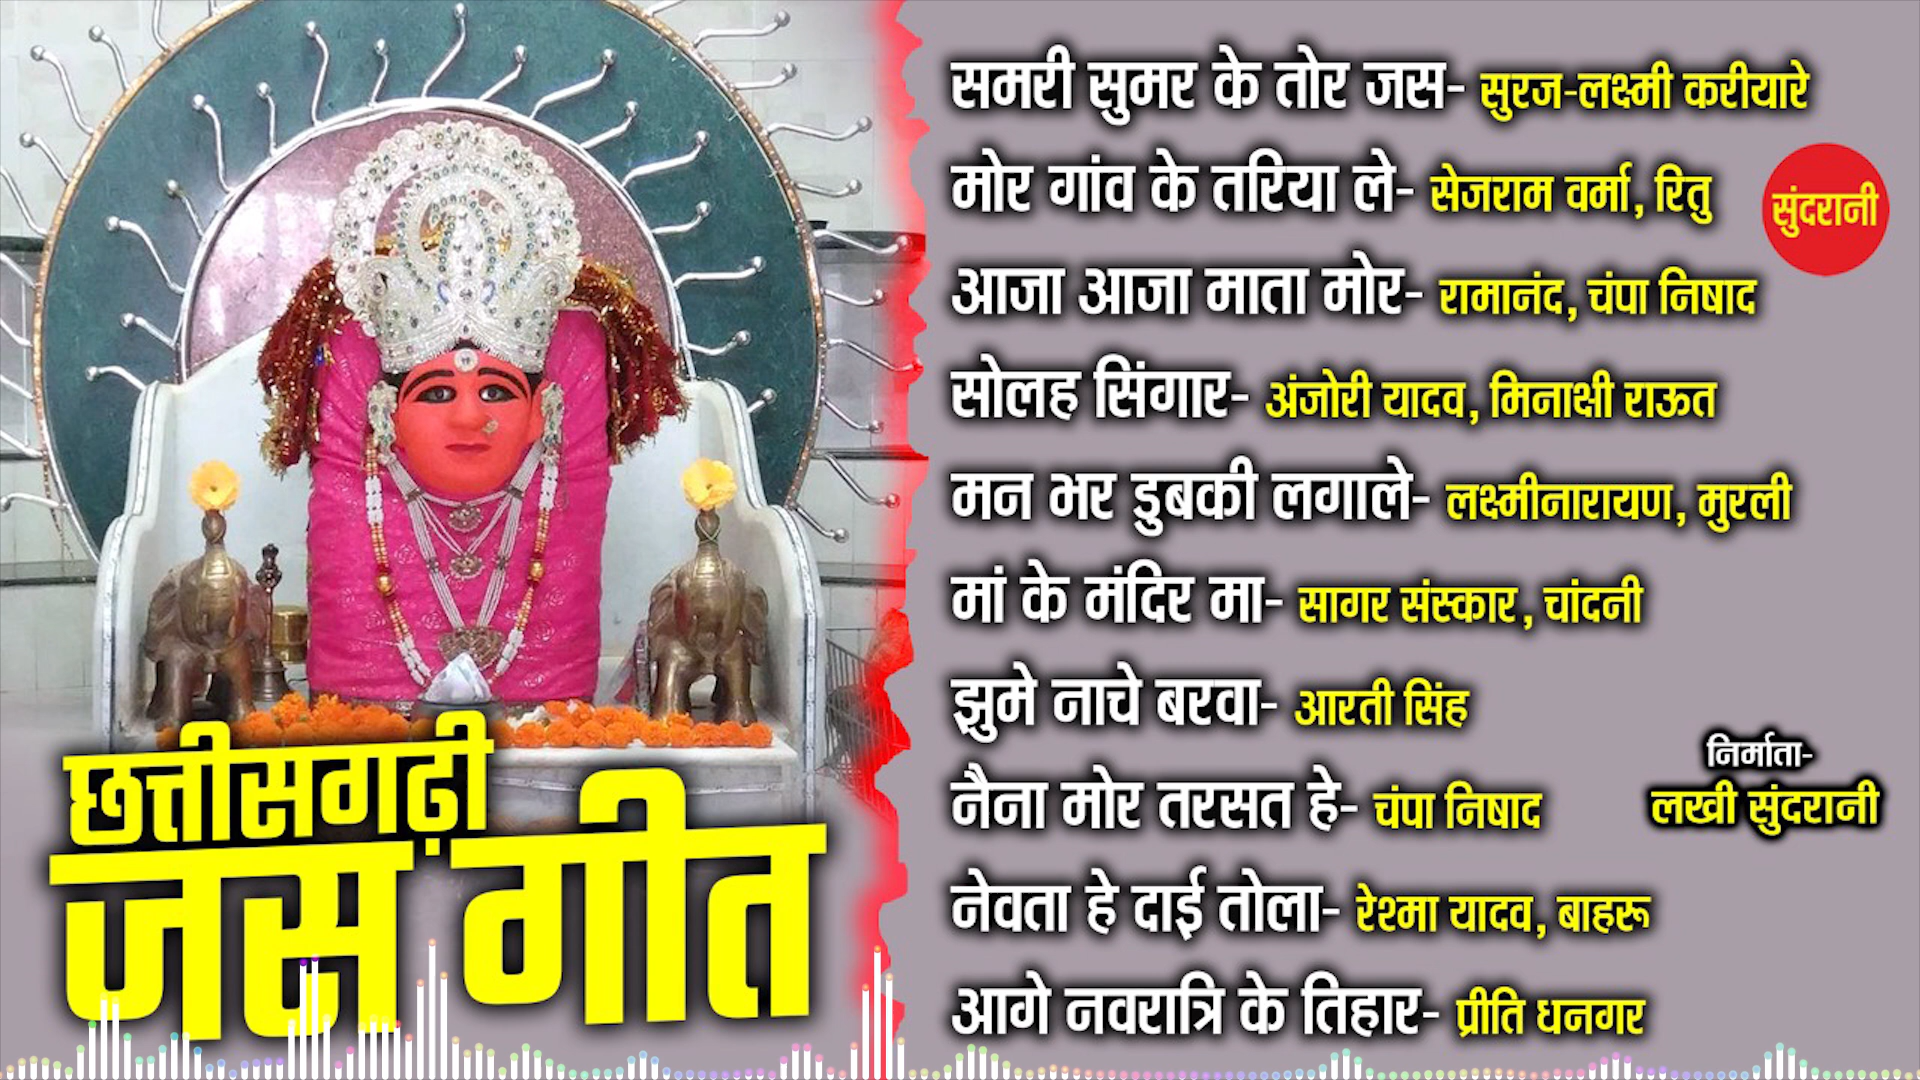 समरी सुमर के तोर जस- सुरज-लक्ष्मी करीयारे
मोर गांव के तरिया ले- सेजराम वर्मा, रितु
सुंदरानी
आजा आजा माता मोर- रामानंद, चंपा निषाद
सोलह सिंगार- अंजोरी यादव, मिनाक्षी राऊत
मन भर डुबकी लगाले- लक्ष्मीनारायण, मुरली
मां के मंदिर मा- सागर संस्कार, चांदनी
झुमे नाचे बरवा- आरती सिंह
नैना मोर तरसत हे- चंपा निषाद
नेवता हे दाई तोला- रेश्मा यादव, बाहरू
आगे नवरात्रि के तिहार- प्रीति धनगर
निर्माता-
लखी सुंदरानी
छत्तीसगढ़ी
जस गीत